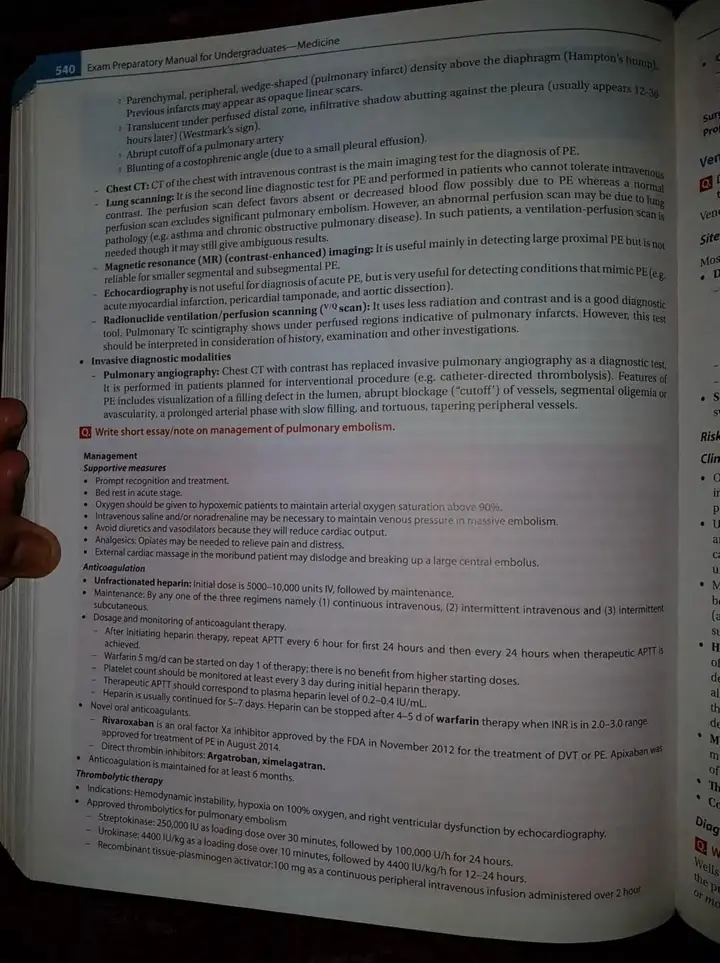 540 Exam Preparatory Manual for Undergraduates—Medicine
Parenchymal, peripheral, wedge-shaped (pulmonary infarct) density above the diaphragm (Hampton's hump).
Previous infarcts may appear as opaque linear scars.
Translucent under perfused distal zone, infiltrative shadow abutting against the pleura (usually appears 12–36
hours later) (Westmark's sign).
Abrupt cutoff of a pulmonary artery
Blunting of a costophrenic angle (due to a small pleural effusion).
– Chest CT: CT of the chest with intravenous contrast is the main imaging test for the diagnosis of PE.
– Lung scanning: It is the second line diagnostic test for PE and performed in patients who cannot tolerate intravenous
contrast. The perfusion scan defect favors absent or decreased blood flow possibly due to PE whereas a normal
perfusion scan excludes significant pulmonary embolism. However, an abnormal perfusion scan may be due to lung
pathology (e.g. asthma and chronic obstructive pulmonary disease). In such patients, a ventilation-perfusion scan is
needed though it may still give ambiguous results.
– Magnetic resonance (MR) (contrast-enhanced) imaging: It is useful mainly in detecting large proximal PE but is not
reliable for smaller segmental and subsegmental PE.
– Echocardiography is not useful for diagnosis of acute PE, but is very useful for detecting conditions that mimic PE (e.g.
acute myocardial infarction, pericardial tamponade, and aortic dissection).
– Radionuclide ventilation/perfusion scanning (V/Q scan): It uses less radiation and contrast and is a good diagnostic
tool. Pulmonary Tc scintigraphy shows under perfused regions indicative of pulmonary infarcts. However, this test
should be interpreted in consideration of history, examination and other investigations.
• Invasive diagnostic modalities
– Pulmonary angiography: Chest CT with contrast has replaced invasive pulmonary angiography as a diagnostic test.
It is performed in patients planned for interventional procedure (e.g. catheter-directed thrombolysis). Features of
PE includes visualization of a filling defect in the lumen, abrupt blockage ("cutoff') of vessels, segmental oligemia or
avascularity, a prolonged arterial phase with slow filling, and tortuous, tapering peripheral vessels.
Q. Write short essay/note on management of pulmonary embolism.
Management
Supportive measures
• Prompt recognition and treatment.
• Bed rest in acute stage.
• Oxygen should be given to hypoxemic patients to maintain arterial oxygen saturation above 90%.
• Intravenous saline and/or noradrenaline may be necessary to maintain venous pressure in massive embolism.
• Avoid diuretics and vasodilators because they will reduce cardiac output.
• Analgesics: Opiates may be needed to relieve pain and distress.
• External cardiac massage in the moribund patient may dislodge and breaking up a large central embolus.
Anticoagulation
• Unfractionated heparin: Initial dose is 5000–10,000 units IV, followed by maintenance.
• Maintenance: By any one of the three regimens namely (1) continuous intravenous, (2) intermittent intravenous and (3) intermittent
subcutaneous.
• Dosage and monitoring of anticoagulant therapy.
– After Initiating heparin therapy, repeat APTT every 6 hour for first 24 hours and then every 24 hours when therapeutic APTT is
achieved.
– Warfarin 5 mg/d can be started on day 1 of therapy; there is no benefit from higher starting doses.
– Platelet count should be monitored at least every 3 day during initial heparin therapy.
– Therapeutic APTT should correspond to plasma heparin level of 0.2–0.4 IU/mL.
– Heparin is usually continued for 5–7 days. Heparin can be stopped after 4–5 d of warfarin therapy when INR is in 2.0–3.0 range.
• Novel oral anticoagulants.
– Rivaroxaban is an oral factor Xa inhibitor approved by the FDA in November 2012 for the treatment of DVT or PE. Apixaban was
approved for treatment of PE in August 2014.
– Direct thrombin inhibitors: Argatroban, ximelagatran.
• Anticoagulation is maintained for at least 6 months.
Thrombolytic therapy
• Indications: Hemodynamic instability, hypoxia on 100% oxygen, and right ventricular dysfunction by echocardiography.
• Approved thrombolytics for pulmonary embolism
– Streptokinase: 250,000 IU as loading dose over 30 minutes, followed by 100,000 U/h for 24 hours.
– Urokinase: 4400 IU/kg as a loading dose over 10 minutes, followed by 4400 IU/kg/h for 12–24 hours.
– Recombinant tissue-plasminogen activator:100 mg as a continuous peripheral intravenous infusion administered over 2 hour